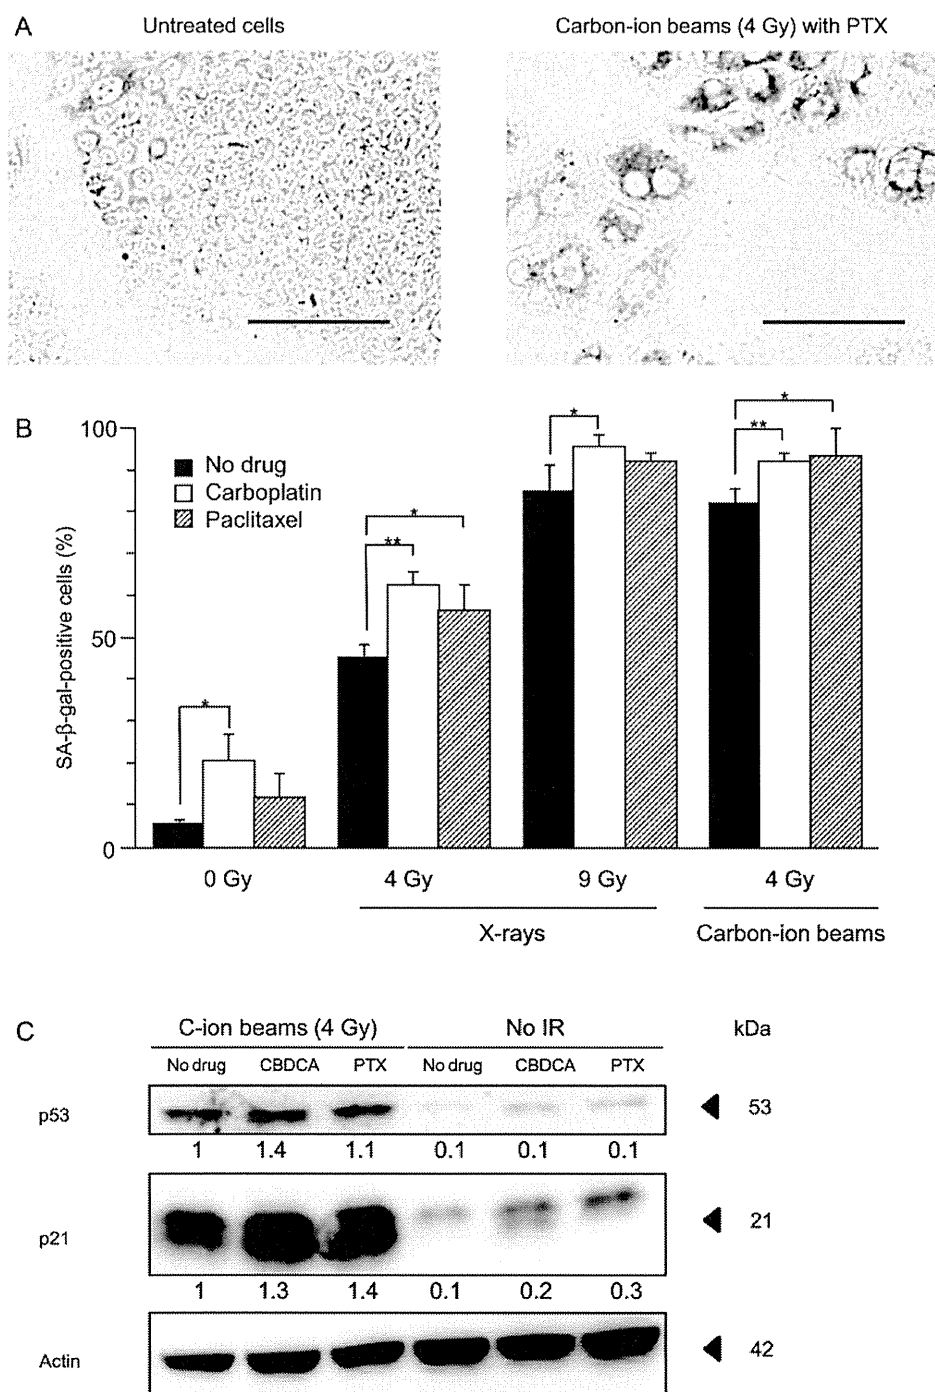 A
Untreated cells
Carbon-ion beams (4 Gy) with PTX
B
SA-β-gal-positive cells (%)
100
50
0
No drug
Carboplatin
Paclitaxel
*
*
**
*
*
**
0 Gy
4 Gy
9 Gy
4 Gy
X-rays
Carbon-ion beams
C
C-ion beams (4 Gy)
No IR
kDa
No drug
CBDCA
PTX
No drug
CBDCA
PTX
p53
53
1 1.4 1.1 0.1 0.1 0.1
p21
21
1 1.3 1.4 0.1 0.2 0.3
Actin
42